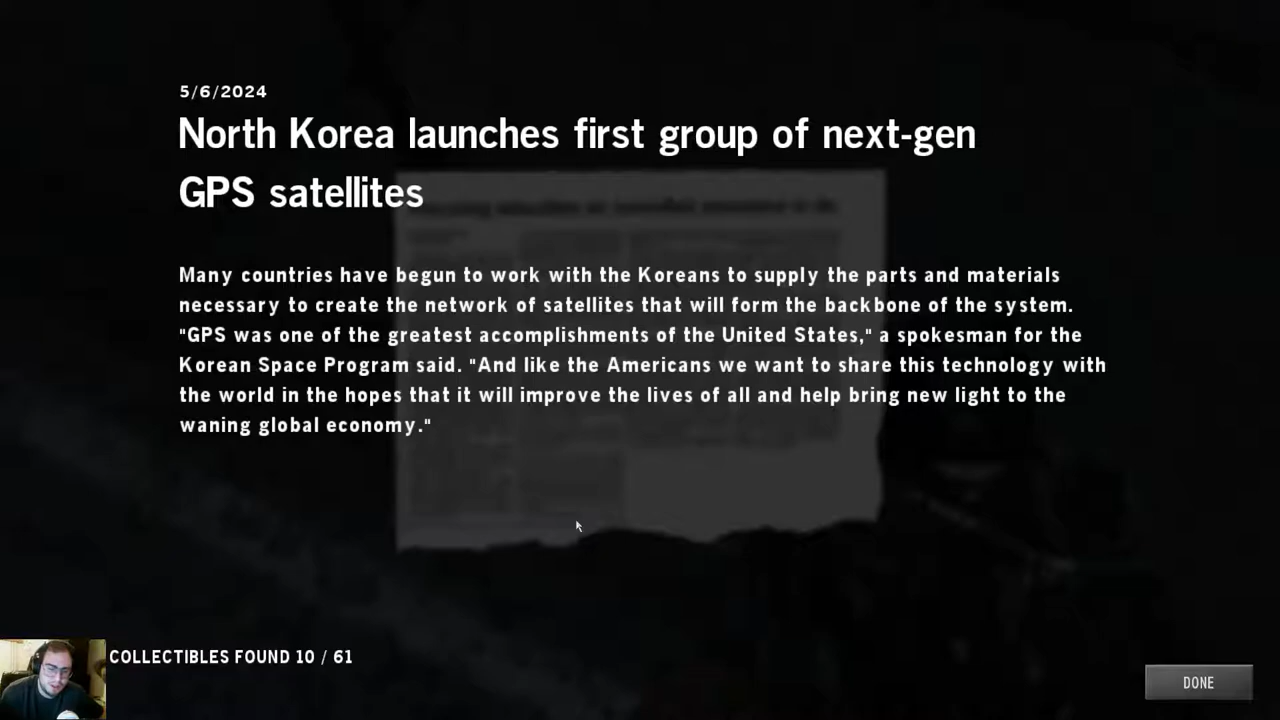 5/6/2024
North Korea launches first group of next-gen
GPS satellites
Many countries have begun to work with the Koreans to supply the parts and materials
necessary to create the network of satellites that will form the backbone of the system.
"GPS was one of the greatest accomplishments of the United States," a spokesman for the
Korean Space Program said. "And like the Americans we want to share this technology with
the world in the hopes that it will improve the lives of all and help bring new light to the
waning global economy."
COLLECTIBLES FOUND 10 / 61
DONE